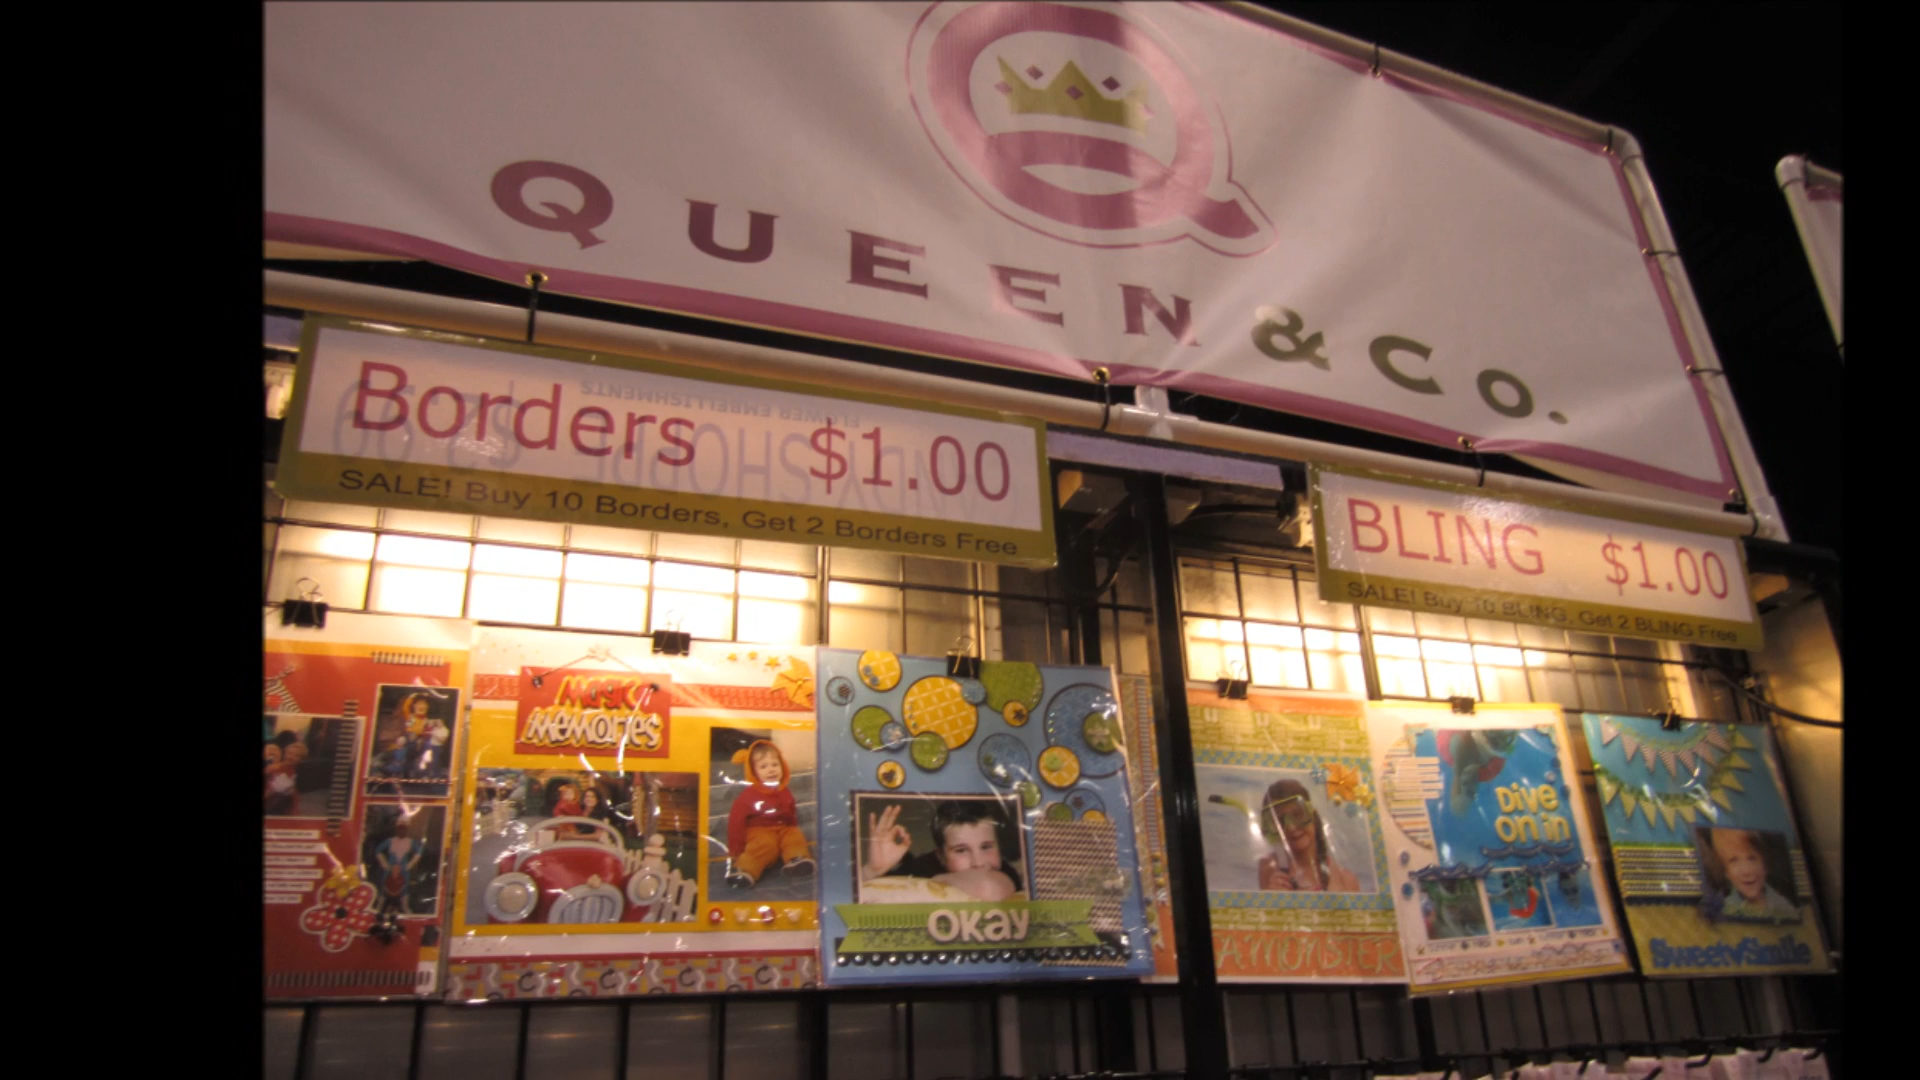 QUEEN & Co.
Borders $1.00
SALE! Buy 10 Borders, Get 2 Borders Free
BLING $1.00
SALE! Buy 10 BLING, Get 2 BLING Free
Magic
Memories
OKAY
A MONSTER
Dive
on in
Sweet Smile